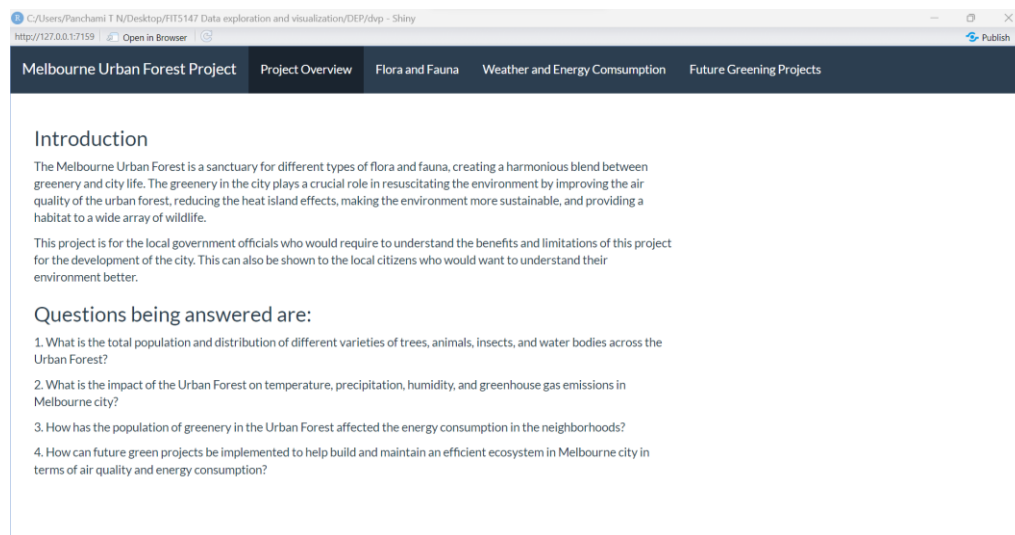 C:/Users/Panchami T N/Desktop/FIT5147 Data exploration and visualization/DEP/dvp - Shiny
http://127.0.0.1:7159 Open in Browser Publish
Melbourne Urban Forest Project Project Overview Flora and Fauna Weather and Energy Comsumption Future Greening Projects
Introduction
The Melbourne Urban Forest is a sanctuary for different types of flora and fauna, creating a harmonious blend between
greenery and city life. The greenery in the city plays a crucial role in resuscitating the environment by improving the air
quality of the urban forest, reducing the heat island effects, making the environment more sustainable, and providing a
habitat to a wide array of wildlife.
This project is for the local government officials who would require to understand the benefits and limitations of this project
for the development of the city. This can also be shown to the local citizens who would want to understand their
environment better.
Questions being answered are:
1. What is the total population and distribution of different varieties of trees, animals, insects, and water bodies across the
Urban Forest?
2. What is the impact of the Urban Forest on temperature, precipitation, humidity, and greenhouse gas emissions in
Melbourne city?
3. How has the population of greenery in the Urban Forest affected the energy consumption in the neighborhoods?
4. How can future green projects be implemented to help build and maintain an efficient ecosystem in Melbourne city in
terms of air quality and energy consumption?